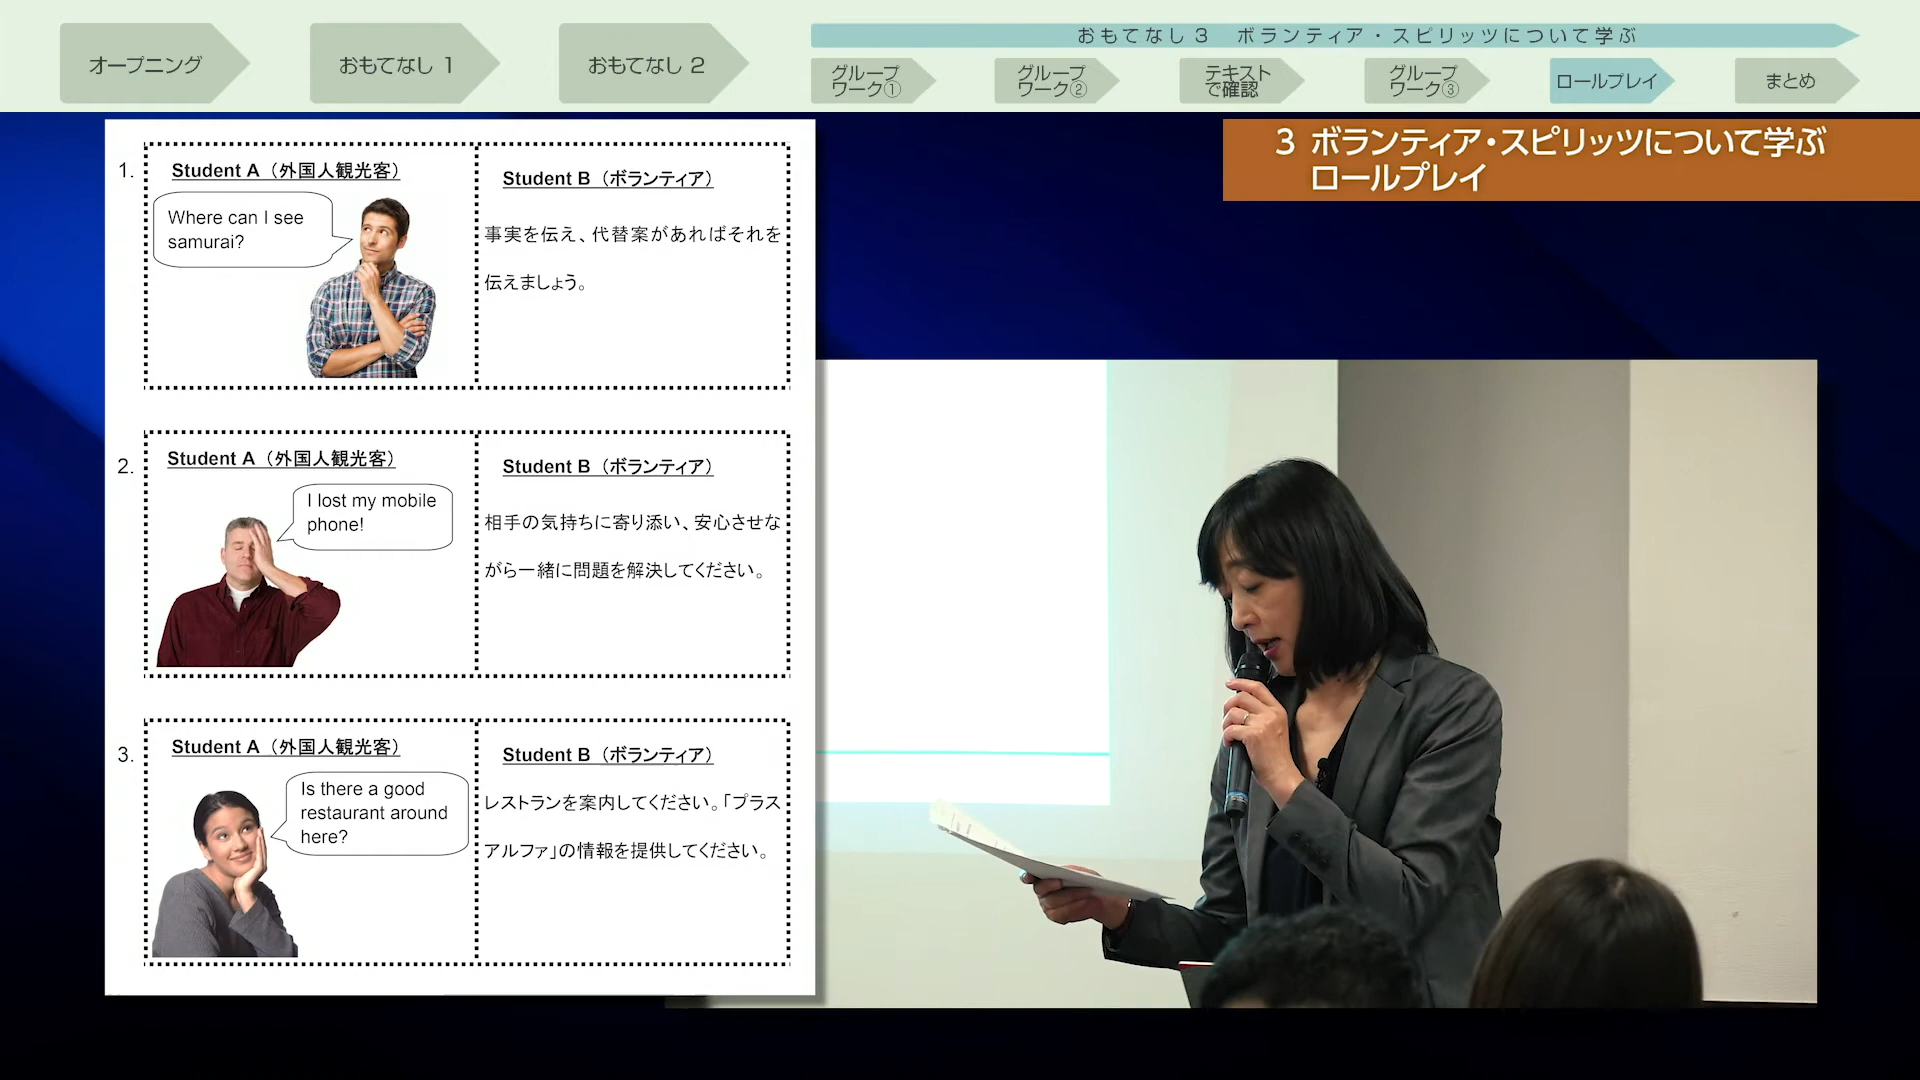 オープニング
おもてなし 1
おもてなし 2
おもてなし 3　ボランティア・スピリッツについて学ぶ
グループ
ワーク①
グループ
ワーク②
テキスト
で確認
グループ
ワーク③
ロールプレイ
まとめ
3 ボランティア・スピリッツについて学ぶ
ロールプレイ
1.
Student A（外国人観光客）
Where can I see
samurai?
Student B（ボランティア）
事実を伝え、代替案があればそれを
伝えましょう。
2.
Student A（外国人観光客）
I lost my mobile
phone!
Student B（ボランティア）
相手の気持ちに寄り添い、安心させな
がら一緒に問題を解決してください。
3.
Student A（外国人観光客）
Is there a good
restaurant around
here?
Student B（ボランティア）
レストランを案内してください。「プラス
アルファ」の情報を提供してください。